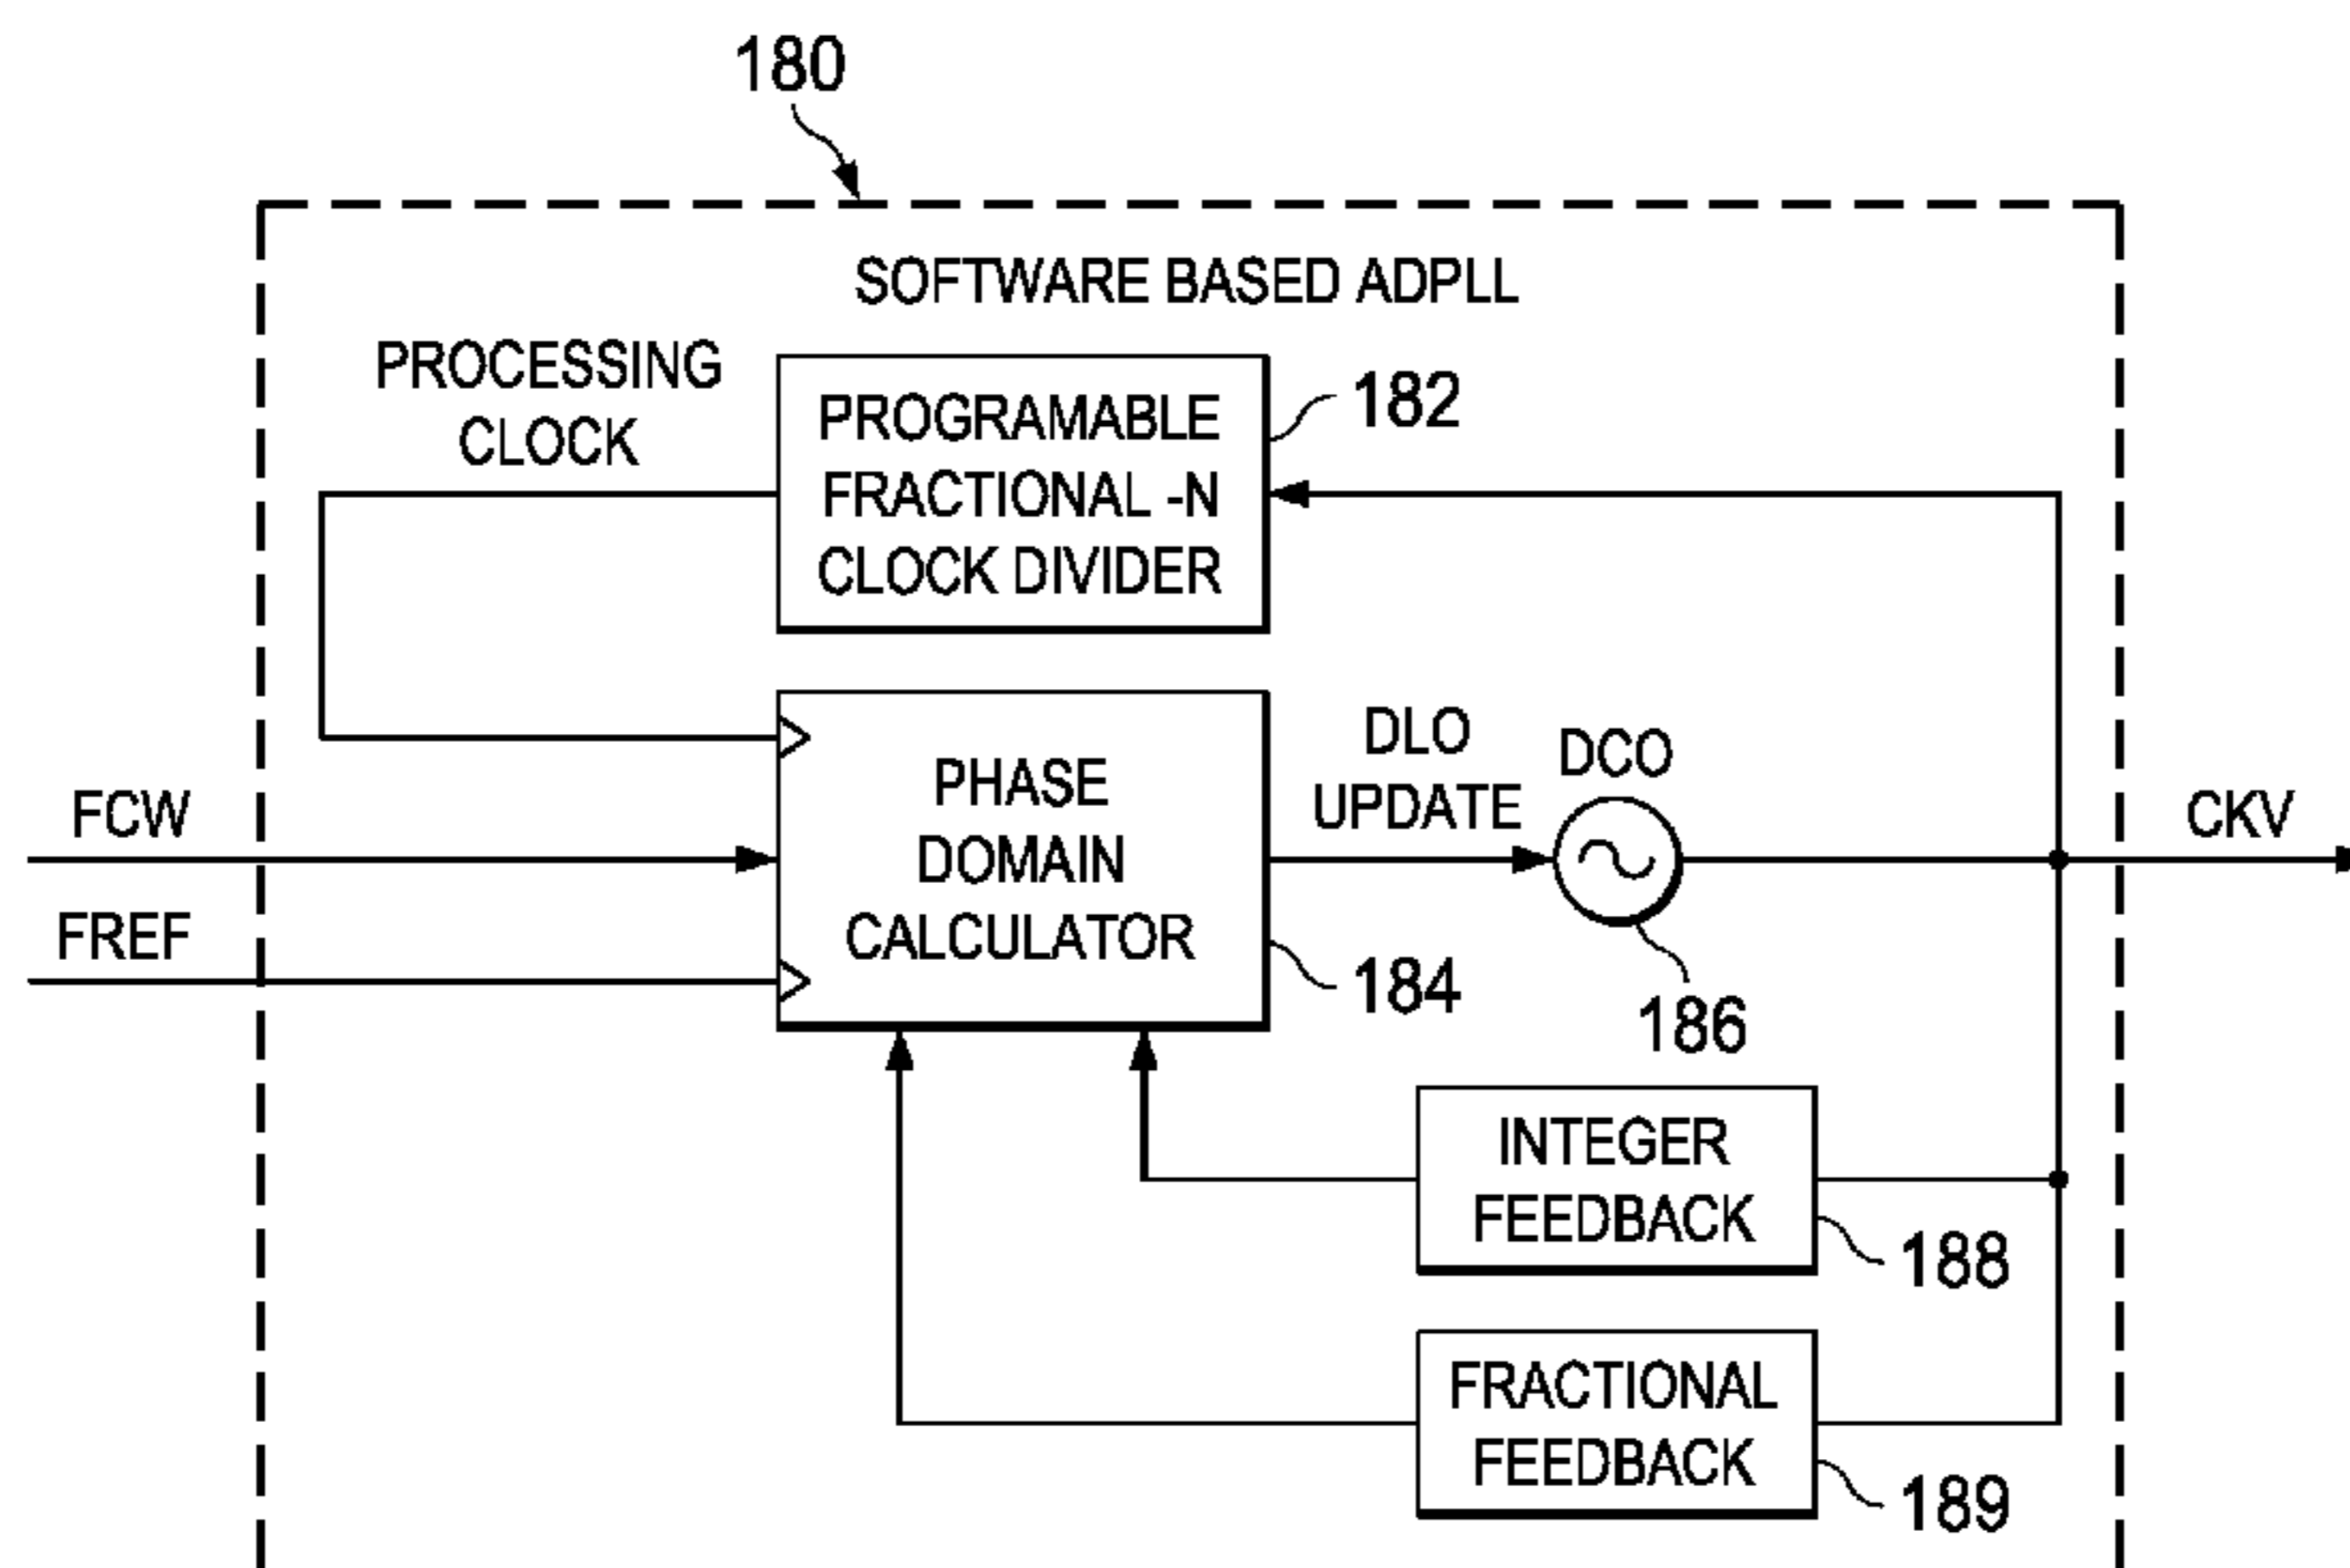 180
SOFTWARE BASED ADPLL
PROCESSING
CLOCK
PROGRAMABLE
FRACTIONAL -N
CLOCK DIVIDER
182
FCW
FREF
PHASE
DOMAIN
CALCULATOR
184
DLO
UPDATE
DCO
186
CKV
INTEGER
FEEDBACK
188
FRACTIONAL
FEEDBACK
189